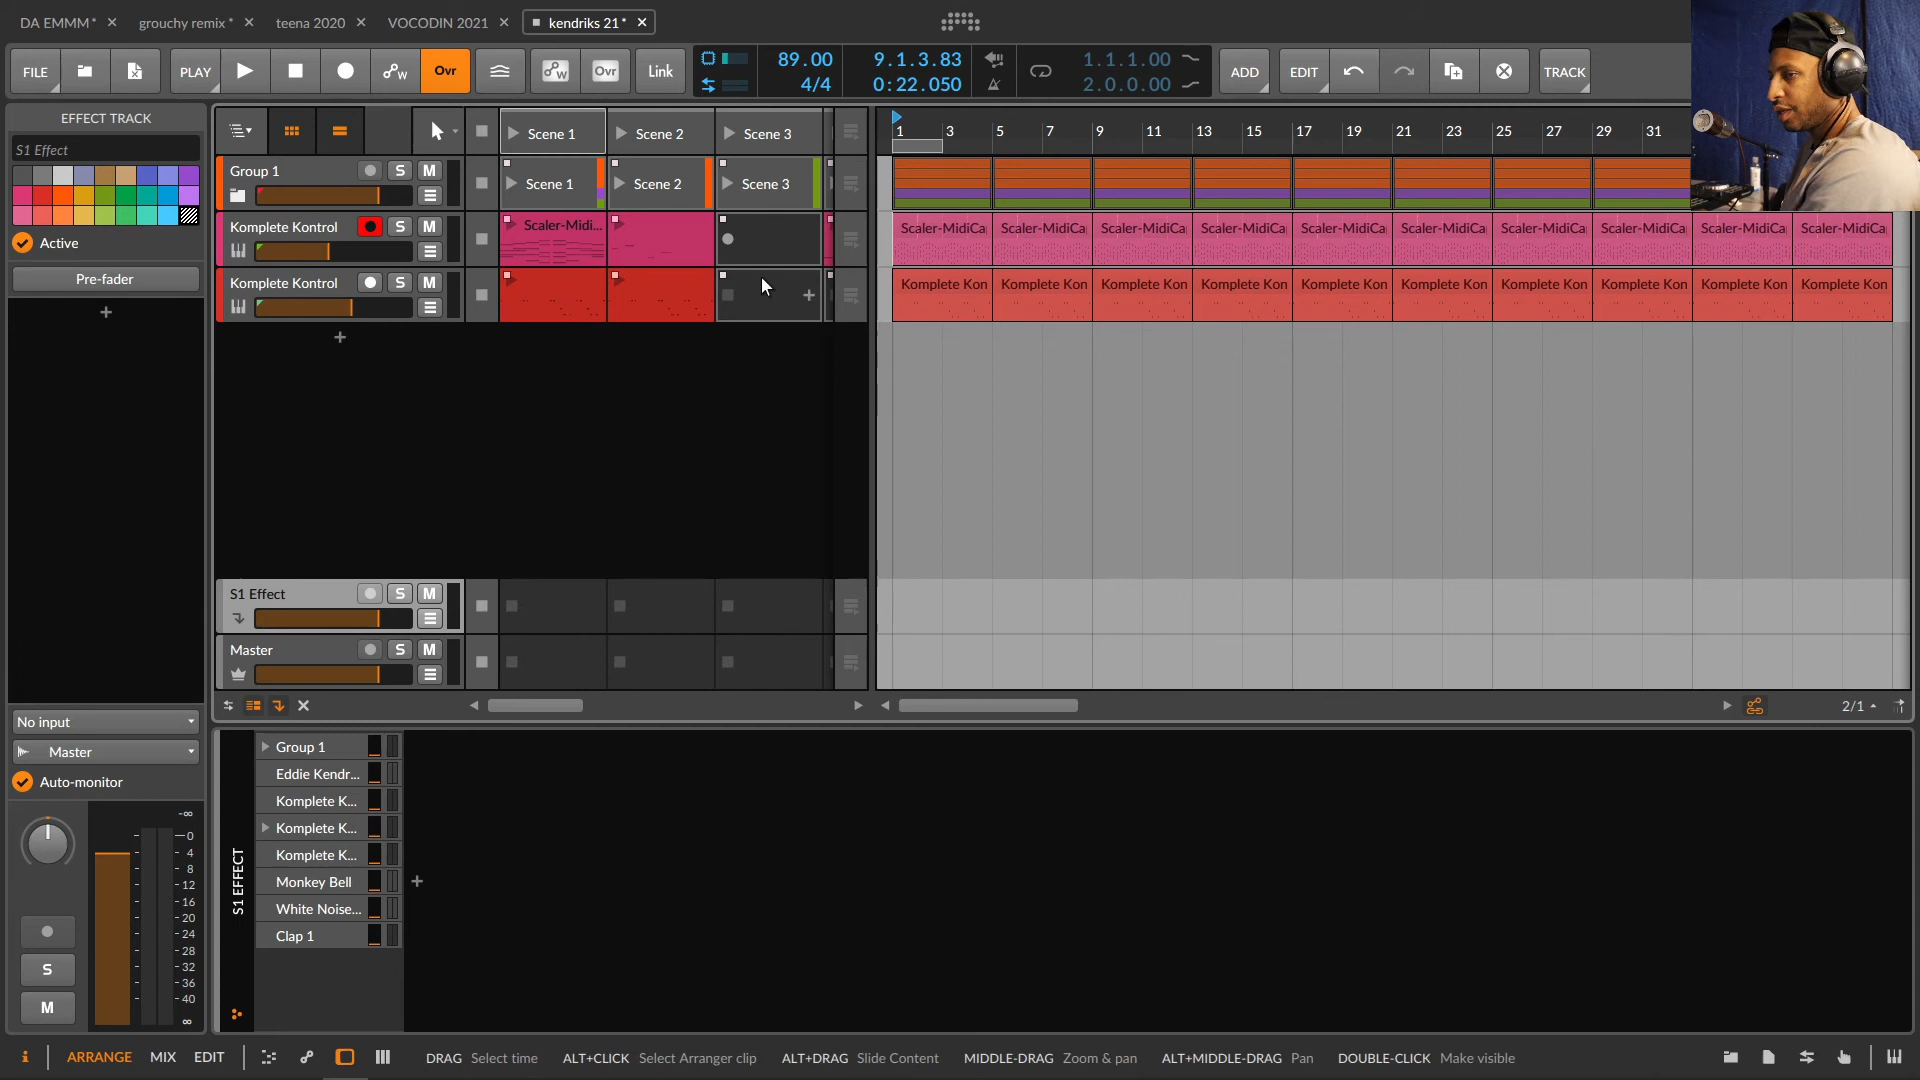 DA EMMM*
grouchy remix *
teena 2020
VOCODIN 2021
kendriks 21*
FILE
PLAY
Ovr
Ovr
Link
89.00
4/4
9.1.3.83
0:22.050
1.1.1.00
2.0.0.00
ADD
EDIT
TRACK
EFFECT TRACK
S1 Effect
Active
Pre-fader
No input
Master
Auto-monitor
-∞
0
4
8
12
16
20
24
28
32
36
40
∞
S
M
Scene 1
Scene 2
Scene 3
Group 1
S
M
Scene 1
Scene 2
Scene 3
Komplete Kontrol
S
M
Scaler-Midi...
Komplete Kontrol
S
M
S1 Effect
S
M
Master
S
M
1 3 5 7 9 11 13 15 17 19 21 23 25 27 29 31
Scaler-MidiCa Scaler-MidiCa Scaler-MidiCa Scaler-MidiCa Scaler-MidiCa Scaler-MidiCa Scaler-MidiCa Scaler-MidiCa Scaler-MidiCa Scaler-MidiCa
Komplete Kon Komplete Kon Komplete Kon Komplete Kon Komplete Kon Komplete Kon Komplete Kon Komplete Kon Komplete Kon Komplete Kon
2/1
S1 EFFECT
Group 1
Eddie Kendr...
Komplete K...
Komplete K...
Komplete K...
Monkey Bell
White Noise...
Clap 1
ARRANGE MIX EDIT
DRAG Select time ALT+CLICK Select Arranger clip ALT+DRAG Slide Content MIDDLE-DRAG Zoom & pan ALT+MIDDLE-DRAG Pan DOUBLE-CLICK Make visible